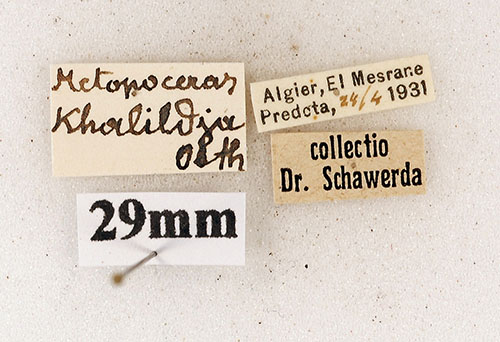 Metopoceras
Khalildja
Obth
Algier, El Mesrane
Predota, 24/4 1931
collectio
Dr. Schawerda
29mm